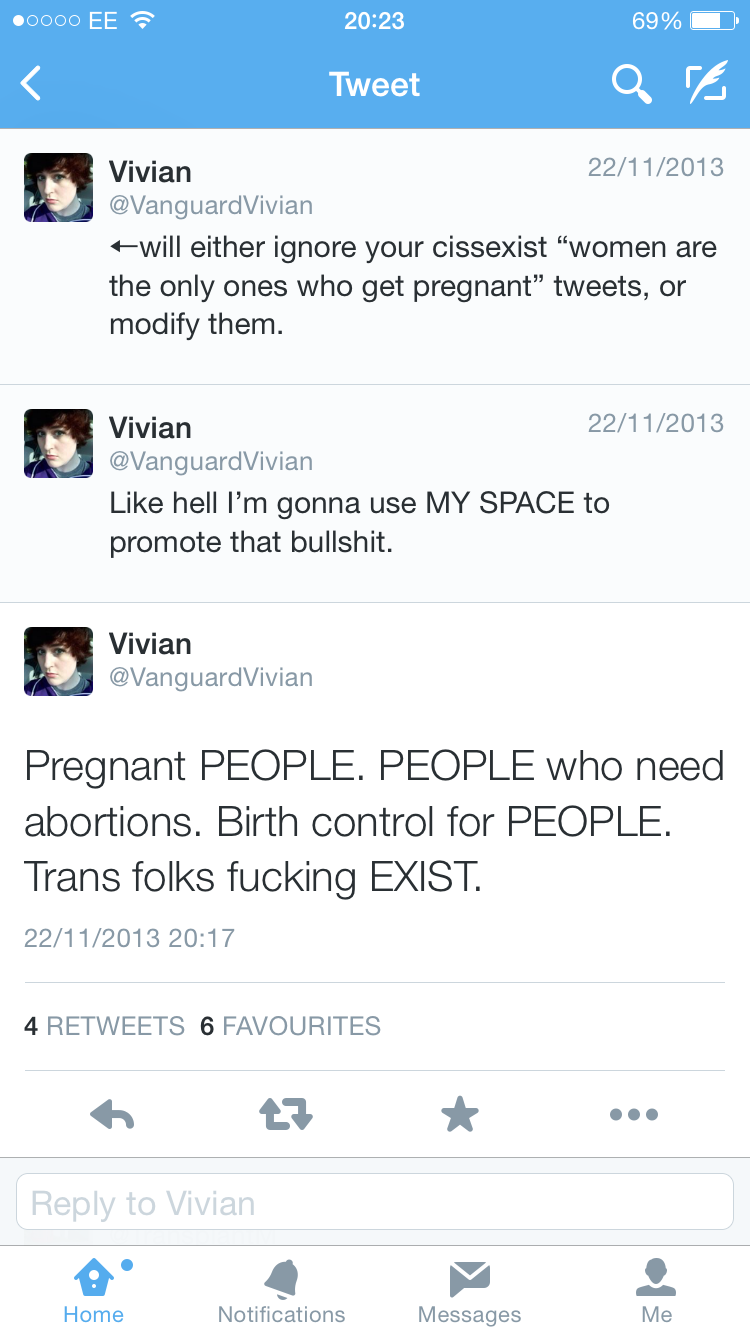 EE 20:23 69%
Tweet
Vivian 22/11/2013
@VanguardVivian
←will either ignore your cissexist “women are
the only ones who get pregnant” tweets, or
modify them.
Vivian 22/11/2013
@VanguardVivian
Like hell I’m gonna use MY SPACE to
promote that bullshit.
Vivian
@VanguardVivian
Pregnant PEOPLE. PEOPLE who need
abortions. Birth control for PEOPLE.
Trans folks fucking EXIST.
22/11/2013 20:17
4 RETWEETS 6 FAVOURITES
Reply to Vivian
Home Notifications Messages Me